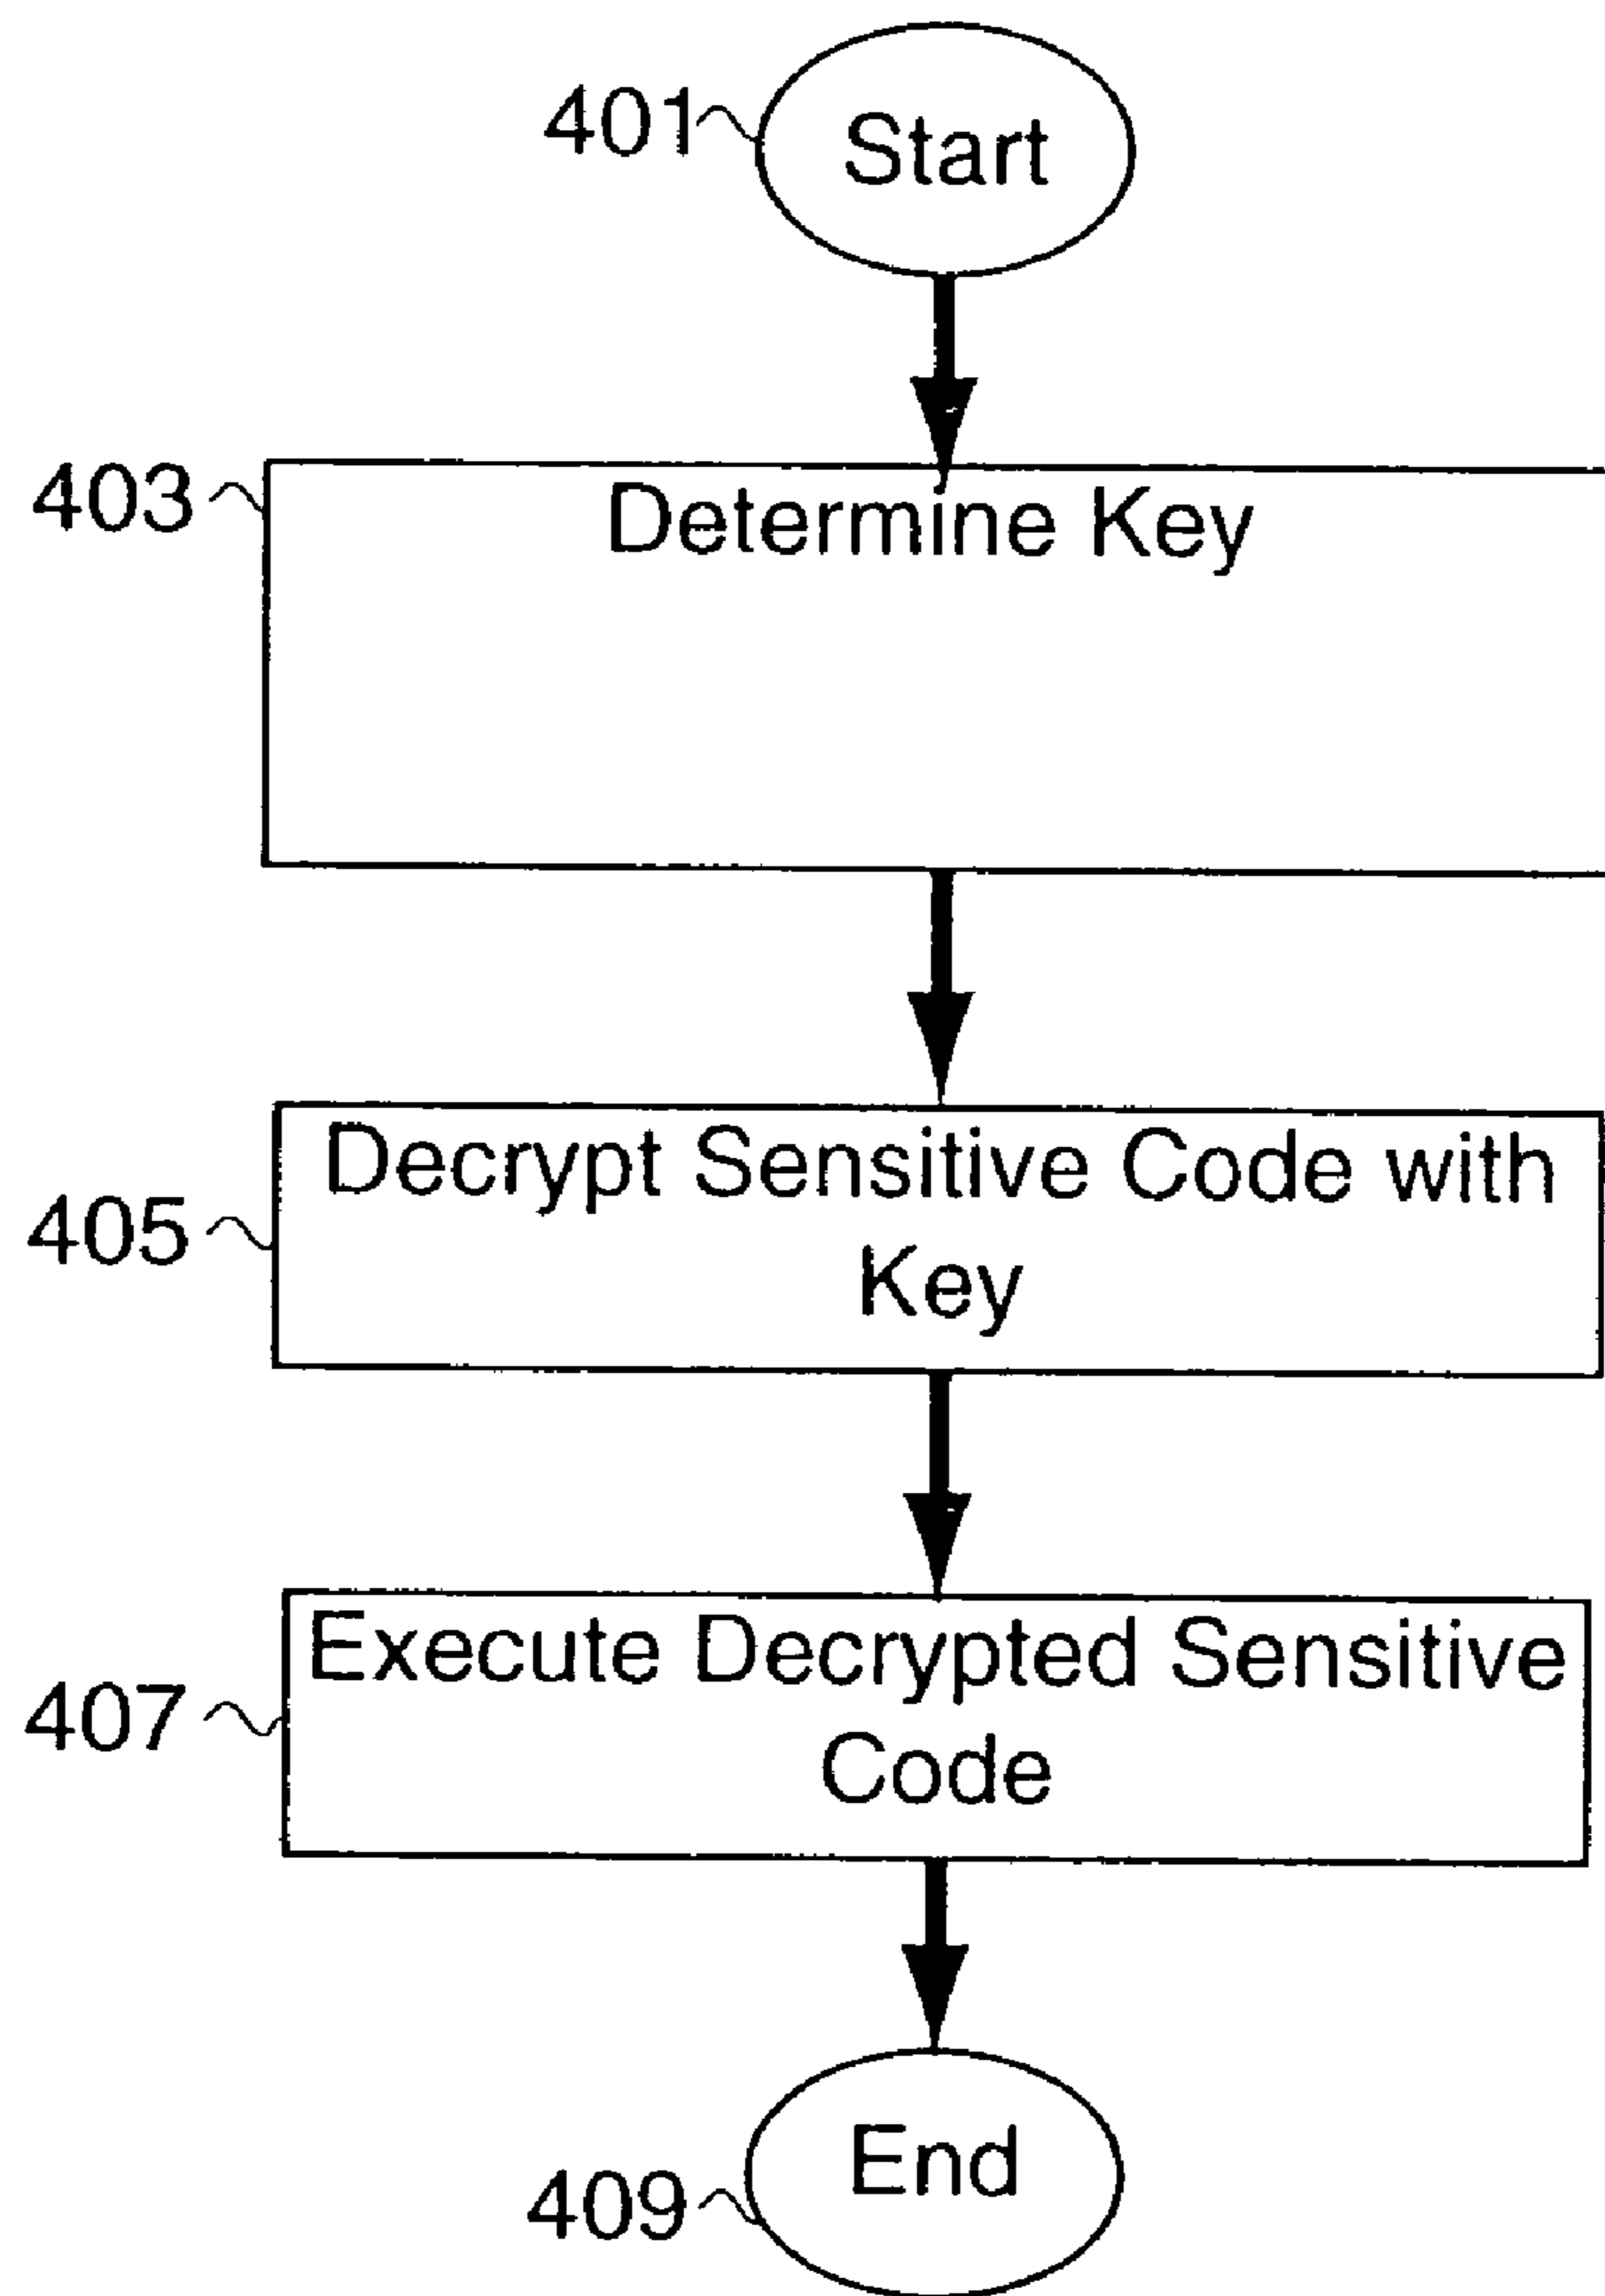 401
Start
403
Determine Key
Decrypt Sensitive Code with
405
Key
Execute Decrypted Sensitive
407
Code
End
409